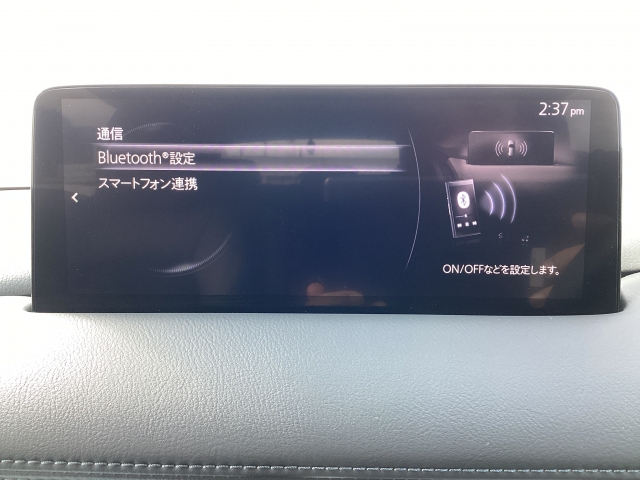 2:37 pm
通信
Bluetooth®設定
スマートフォン連携
ON/OFFなどを設定します。